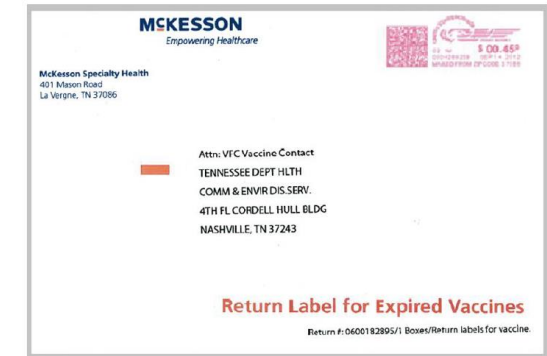 McKESSON
Empowering Healthcare
$ 00.45⁰
McKesson Specialty Health
401 Mason Road
La Vergne, TN 37086
Attn: VFC Vaccine Contact
TENNESSEE DEPT HLTH
COMM & ENVIR DIS.SERV.
4TH FL CORDELL HULL BLDG
NASHVILLE, TN 37243
Return Label for Expired Vaccines
Return #:0600182895/1 Boxes/Return labels for vaccine.